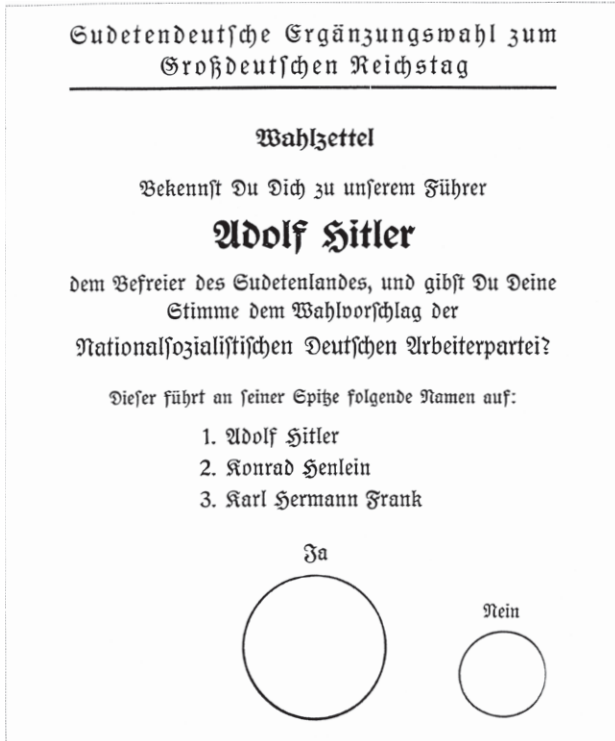 Sudetendeutsche Ergänzungswahl zum
Großdeutschen Reichstag
Wahlzettel
Bekennst Du Dich zu unserem Führer
Adolf Hitler
dem Befreier des Sudetenlandes, und gibst Du Deine
Stimme dem Wahlvorschlag der
Nationalsozialistischen Deutschen Arbeiterpartei?
Dieser führt an seiner Spitze folgende Namen auf:
1. Adolf Hitler
2. Konrad Henlein
3. Karl Hermann Frank
Ja
Nein